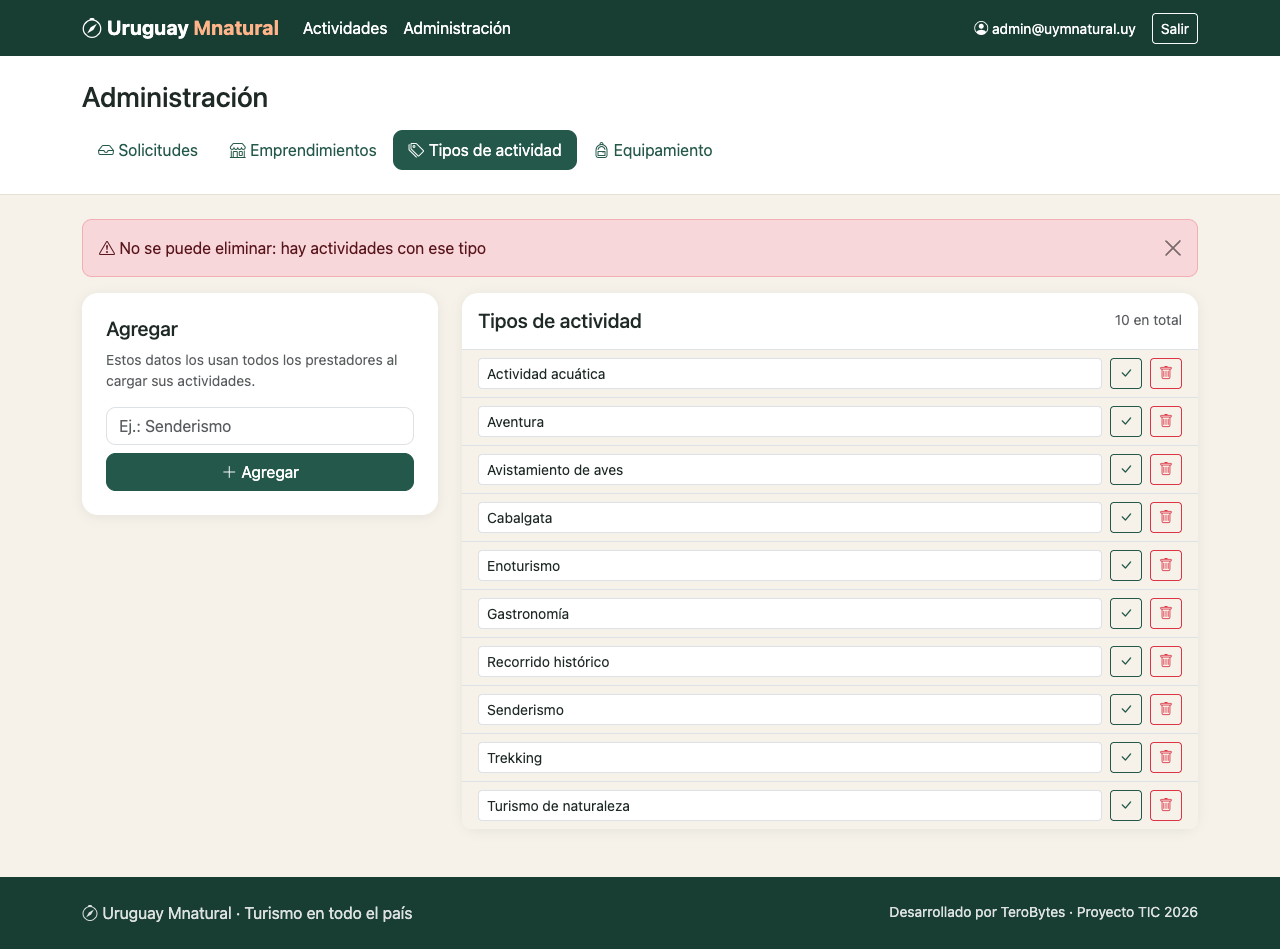 Uruguay Mnatural Actividades Administración admin@uymnatural.uy Salir
Administración
Solicitudes Emprendimientos Tipos de actividad Equipamiento
No se puede eliminar: hay actividades con ese tipo
Agregar
Estos datos los usan todos los prestadores al
cargar sus actividades.
Ej.: Senderismo
+ Agregar
Tipos de actividad 10 en total
Actividad acuática
Aventura
Avistamiento de aves
Cabalgata
Enoturismo
Gastronomía
Recorrido histórico
Senderismo
Trekking
Turismo de naturaleza
Uruguay Mnatural · Turismo en todo el país
Desarrollado por TeroBytes · Proyecto TIC 2026